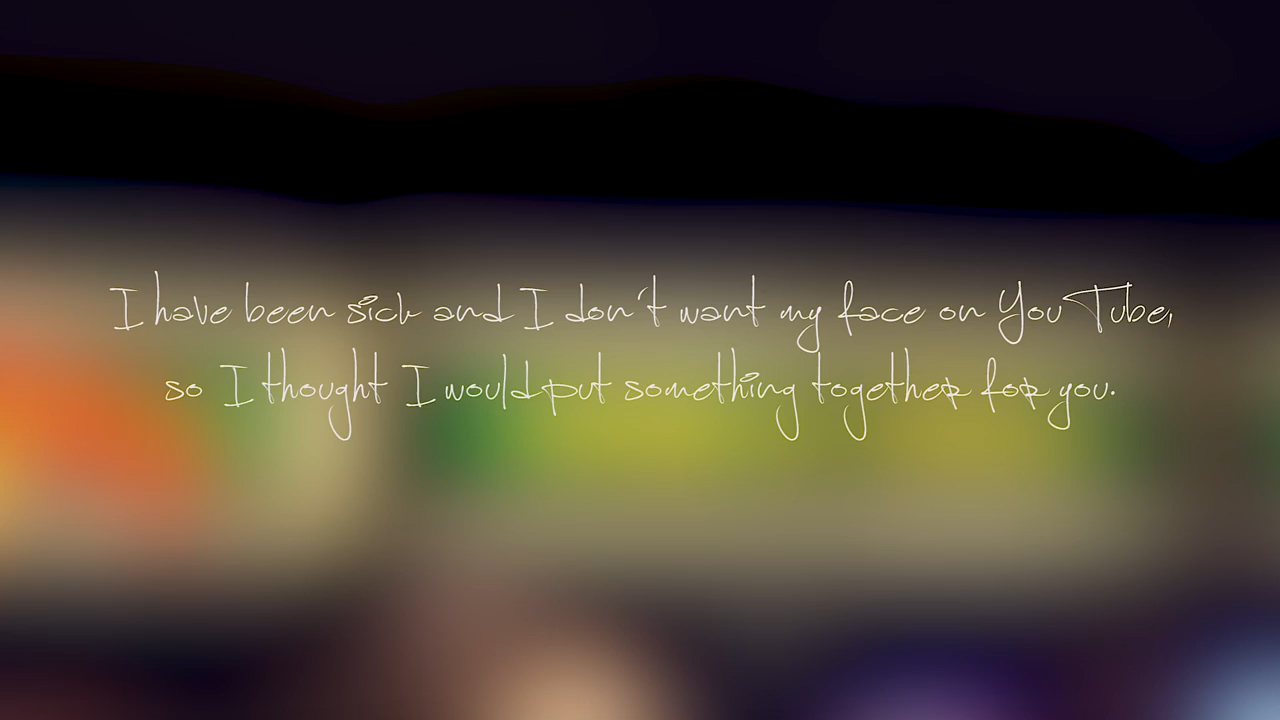 I have been sick and I don't want my face on YouTube,
so I thought I would put something together for you.